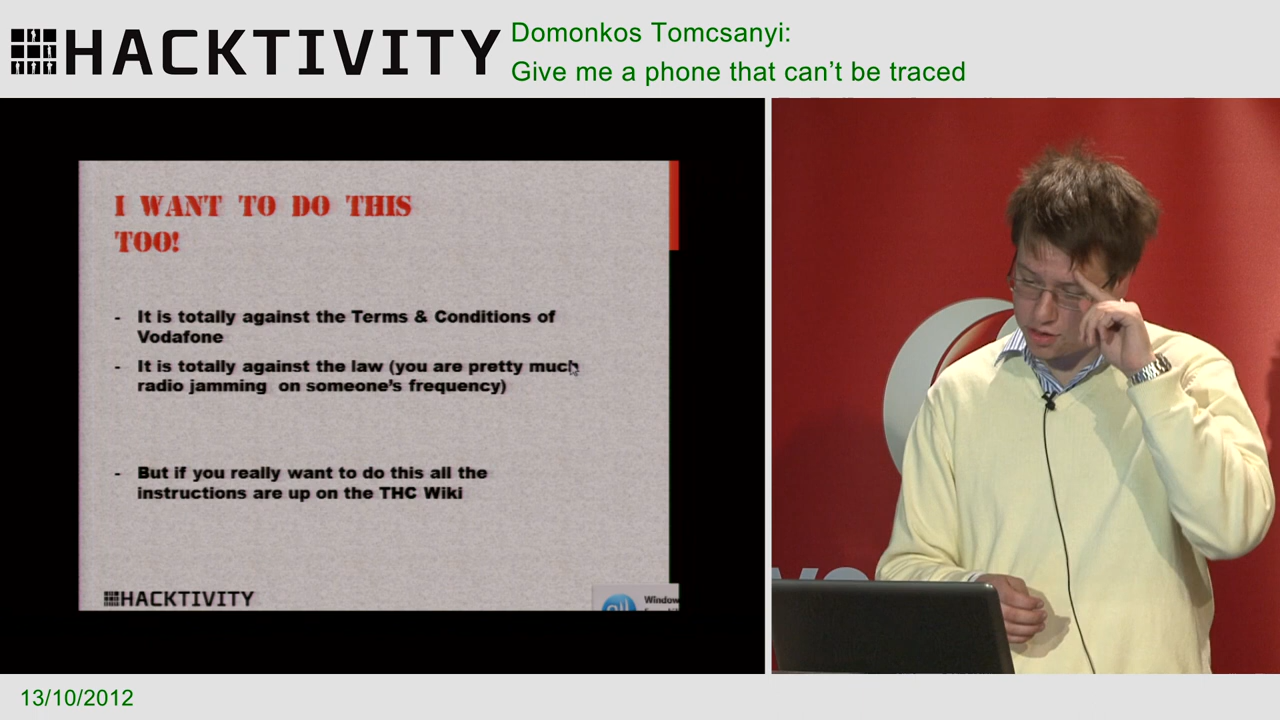 HACKTIVITY
Domonkos Tomcsanyi:
Give me a phone that can't be traced
I WANT TO DO THIS
TOO!
- It is totally against the Terms & Conditions of
Vodafone
- It is totally against the law (you are pretty much
radio jamming on someone's frequency)
- But if you really want to do this all the
instructions are up on the THC Wiki
HACKTIVITY
Window
13/10/2012